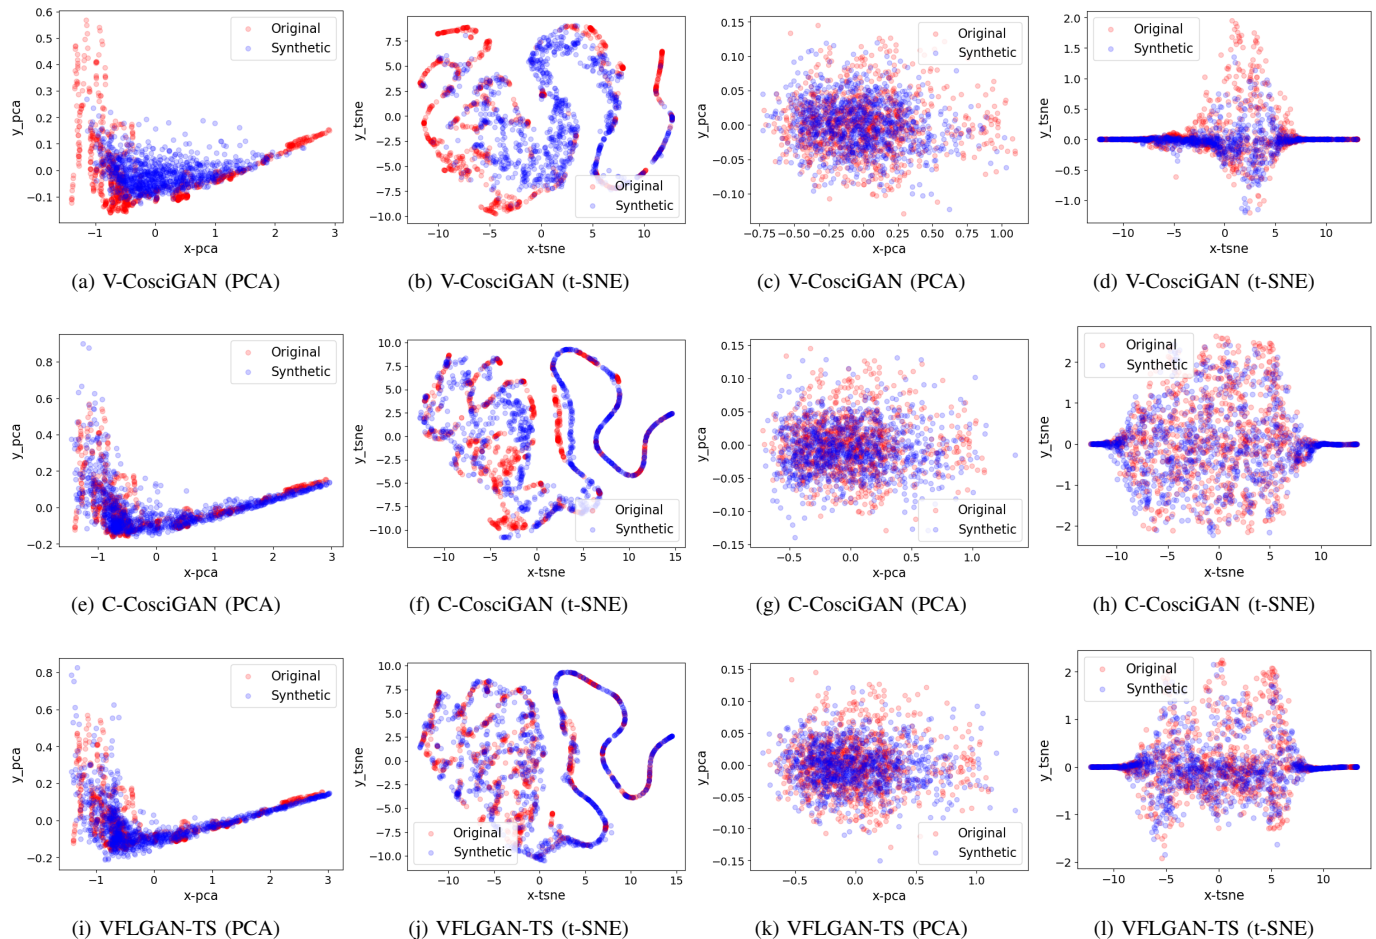 0.6
0.5
0.4
0.3
0.2
0.1
0.0
−0.1
y_pca
Original
Synthetic
−1 0 1 2 3
x-pca
(a) V-CosciGAN (PCA)
7.5
5.0
2.5
0.0
−2.5
−5.0
−7.5
−10.0
y_tsne
Original
Synthetic
−10 −5 0 5 10
x-tsne
(b) V-CosciGAN (t-SNE)
0.15
0.10
0.05
0.00
−0.05
−0.10
y_pca
Original
Synthetic
−0.75 −0.50 −0.25 0.00 0.25 0.50 0.75 1.00
x-pca
(c) V-CosciGAN (PCA)
2.0
1.5
1.0
0.5
0.0
−0.5
−1.0
y_tsne
Original
Synthetic
−10 −5 0 5 10
x-tsne
(d) V-CosciGAN (t-SNE)
0.8
0.6
0.4
0.2
0.0
−0.2
y_pca
Original
Synthetic
−1 0 1 2 3
x-pca
(e) C-CosciGAN (PCA)
10.0
7.5
5.0
2.5
0.0
−2.5
−5.0
−7.5
−10.0
y_tsne
Original
Synthetic
−10 −5 0 5 10 15
x-tsne
(f) C-CosciGAN (t-SNE)
0.15
0.10
0.05
0.00
−0.05
−0.10
−0.15
y_pca
Original
Synthetic
−0.5 0.0 0.5 1.0
x-pca
(g) C-CosciGAN (PCA)
2
1
0
−1
−2
y_tsne
Original
Synthetic
−10 −5 0 5 10
x-tsne
(h) C-CosciGAN (t-SNE)
0.8
0.6
0.4
0.2
0.0
−0.2
y_pca
Original
Synthetic
−1 0 1 2 3
x-pca
(i) VFLGAN-TS (PCA)
10.0
7.5
5.0
2.5
0.0
−2.5
−5.0
−7.5
−10.0
y_tsne
Original
Synthetic
−10 −5 0 5 10 15
x-tsne
(j) VFLGAN-TS (t-SNE)
0.15
0.10
0.05
0.00
−0.05
−0.10
−0.15
y_pca
Original
Synthetic
−0.5 0.0 0.5 1.0
x-pca
(k) VFLGAN-TS (PCA)
2
1
0
−1
−2
y_tsne
Original
Synthetic
−10 −5 0 5 10
x-tsne
(l) VFLGAN-TS (t-SNE)